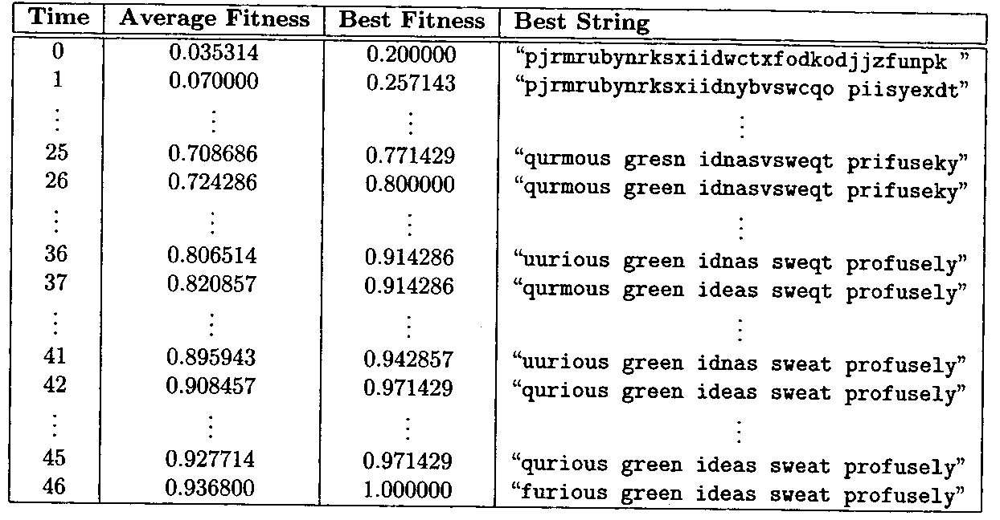 Time Average Fitness Best Fitness Best String
0 0.035314 0.200000 “pjrmrubynrksxiidwctxfodkodjjzfunpk ”
1 0.070000 0.257143 “pjrmrubynrksxiidnybvswcqo piisyexdt”
⋮ ⋮ ⋮ ⋮
25 0.708686 0.771429 “qurmous gresn idnasvsweqt prifuseky”
26 0.724286 0.800000 “qurmous green idnasvsweqt prifuseky”
⋮ ⋮ ⋮ ⋮
36 0.806514 0.914286 “uurious green idnas sweqt profusely”
37 0.820857 0.914286 “qurmous green ideas sweqt profusely”
⋮ ⋮ ⋮ ⋮
41 0.895943 0.942857 “uurious green idnas sweat profusely”
42 0.908457 0.971429 “qurious green ideas sweat profusely”
⋮ ⋮ ⋮ ⋮
45 0.927714 0.971429 “qurious green ideas sweat profusely”
46 0.936800 1.000000 “furious green ideas sweat profusely”